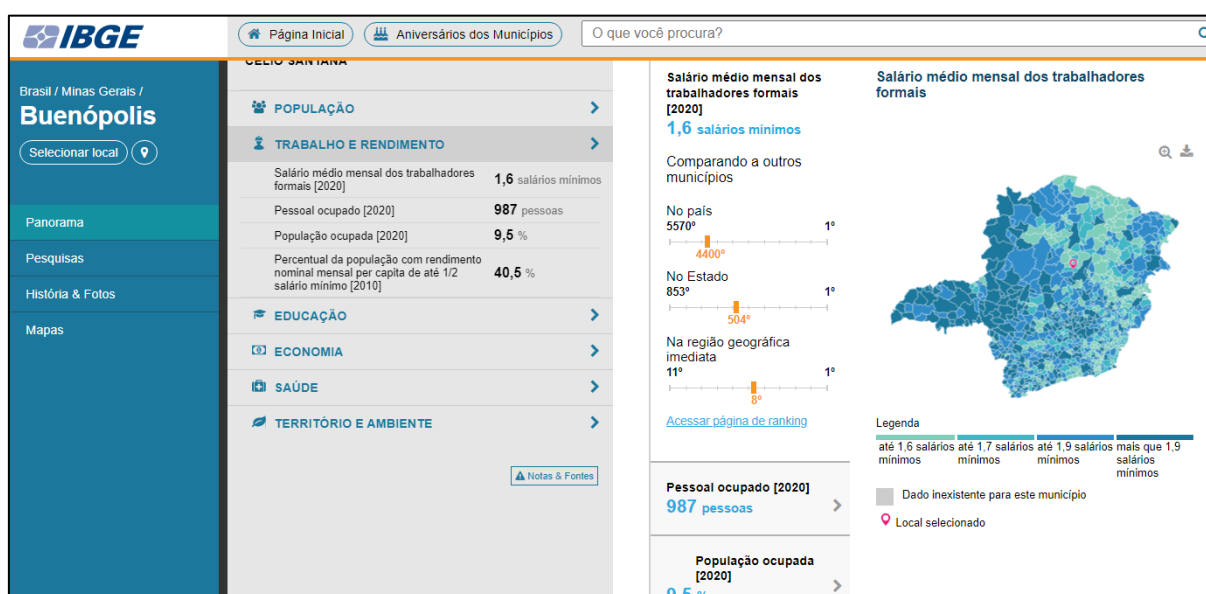 IBGE
Página Inicial
Aniversários dos Municípios
O que você procura?
Brasil / Minas Gerais /
Buenópolis
Selecionar local
Panorama
Pesquisas
História & Fotos
Mapas
CÉLIO SANTANA
POPULAÇÃO
TRABALHO E RENDIMENTO
Salário médio mensal dos trabalhadores
formais [2020]
1,6 salários mínimos
Pessoal ocupado [2020]
987 pessoas
População ocupada [2020]
9,5 %
Percentual da população com rendimento
nominal mensal per capita de até 1/2
salário mínimo [2010]
40,5 %
EDUCAÇÃO
ECONOMIA
SAÚDE
TERRITÓRIO E AMBIENTE
Notas & Fontes
Salário médio mensal dos
trabalhadores formais
[2020]
1,6 salários mínimos
Comparando a outros
municípios
No país
5570º 1º
4400º
No Estado
853º 1º
504º
Na região geográfica
imediata
11º 1º
8º
Acessar página de ranking
Pessoal ocupado [2020]
987 pessoas
População ocupada
[2020]
9,5 %
Salário médio mensal dos trabalhadores
formais
Legenda
até 1,6 salários
mínimos
até 1,7 salários
mínimos
até 1,9 salários
mínimos
mais que 1,9
salários
mínimos
Dado inexistente para este município
Local selecionado